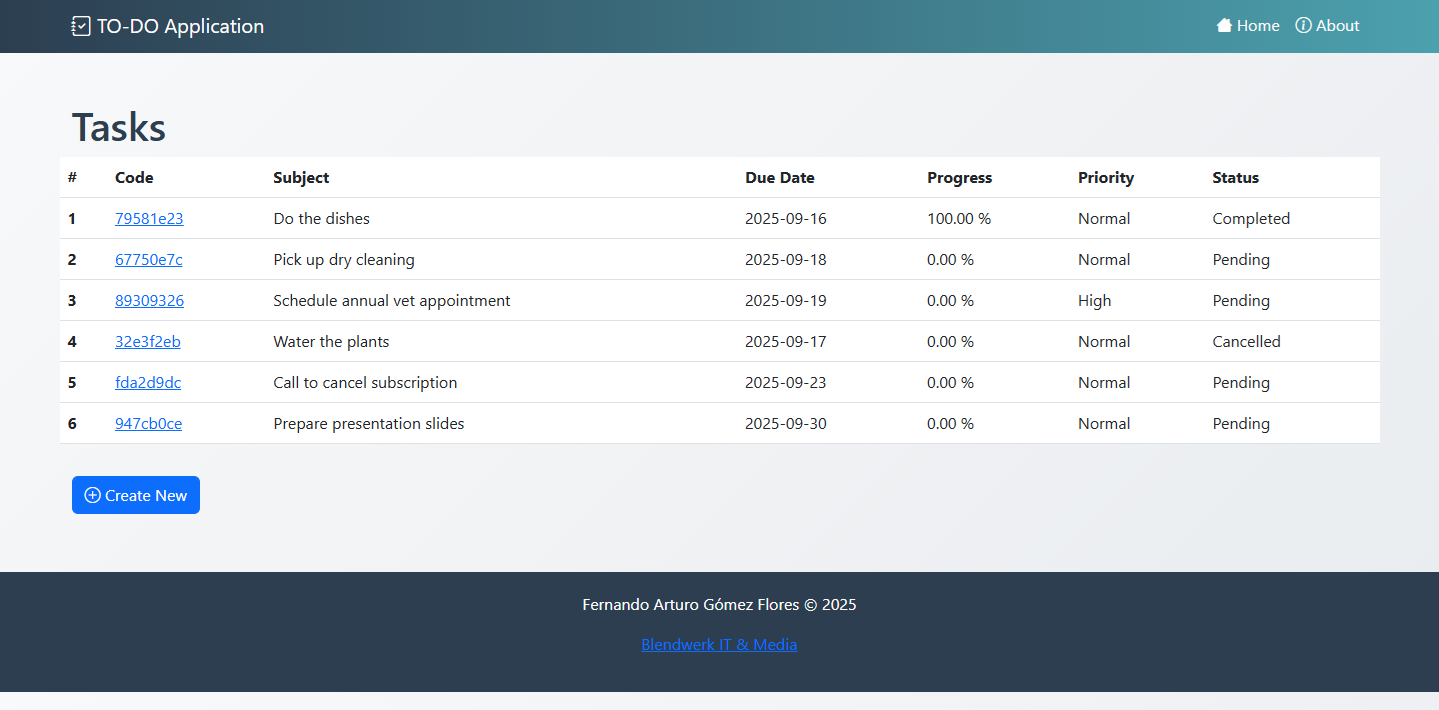 TO-DO Application Home About
Tasks
# Code Subject Due Date Progress Priority Status
1 79581e23 Do the dishes 2025-09-16 100.00 % Normal Completed
2 67750e7c Pick up dry cleaning 2025-09-18 0.00 % Normal Pending
3 89309326 Schedule annual vet appointment 2025-09-19 0.00 % High Pending
4 32e3f2eb Water the plants 2025-09-17 0.00 % Normal Cancelled
5 fda2d9dc Call to cancel subscription 2025-09-23 0.00 % Normal Pending
6 947cb0ce Prepare presentation slides 2025-09-30 0.00 % Normal Pending
Create New
Fernando Arturo Gómez Flores © 2025
Blendwerk IT & Media